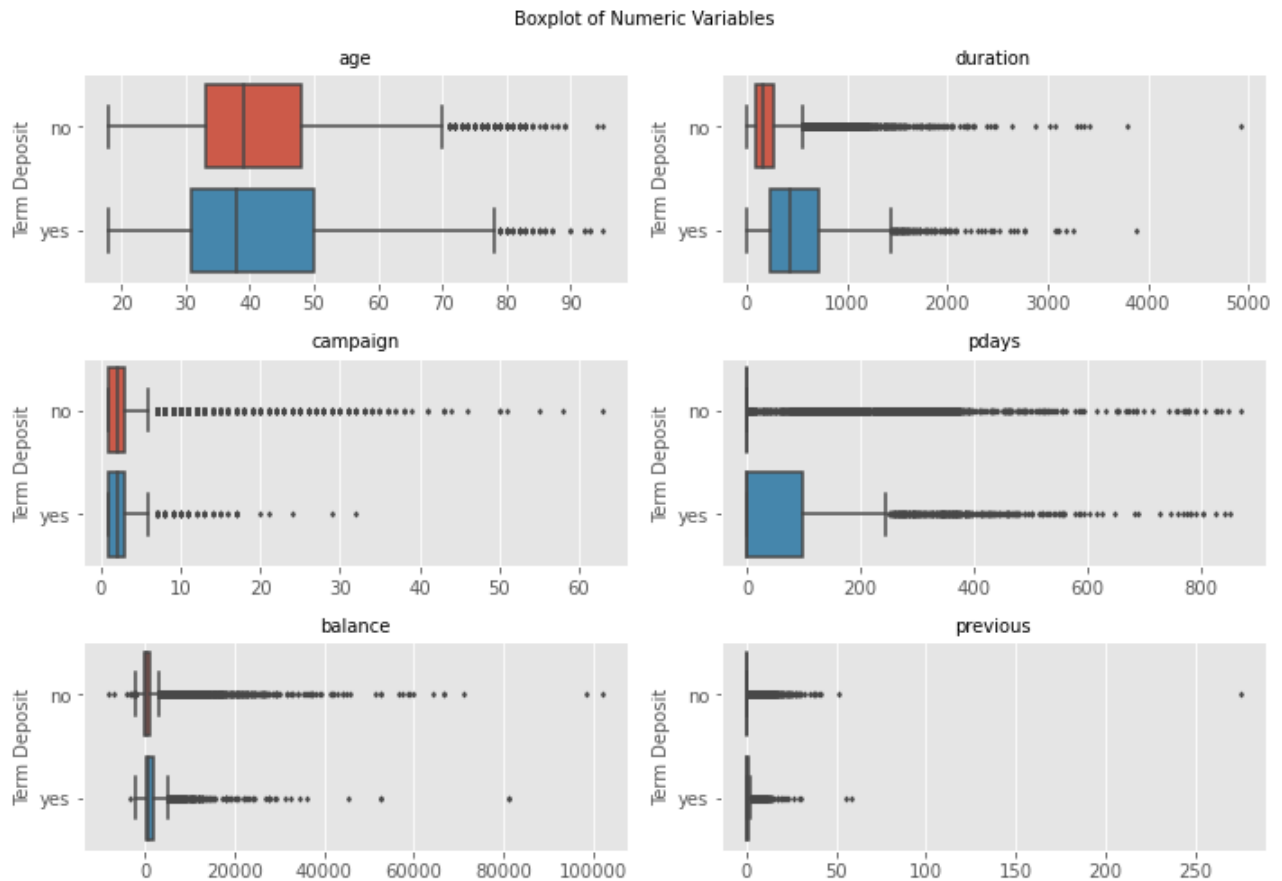 Boxplot of Numeric Variables
age
Term Deposit
no
yes
20 30 40 50 60 70 80 90
duration
Term Deposit
no
yes
0 1000 2000 3000 4000 5000
campaign
Term Deposit
no
yes
0 10 20 30 40 50 60
pdays
Term Deposit
no
yes
0 200 400 600 800
balance
Term Deposit
no
yes
0 20000 40000 60000 80000 100000
previous
Term Deposit
no
yes
0 50 100 150 200 250